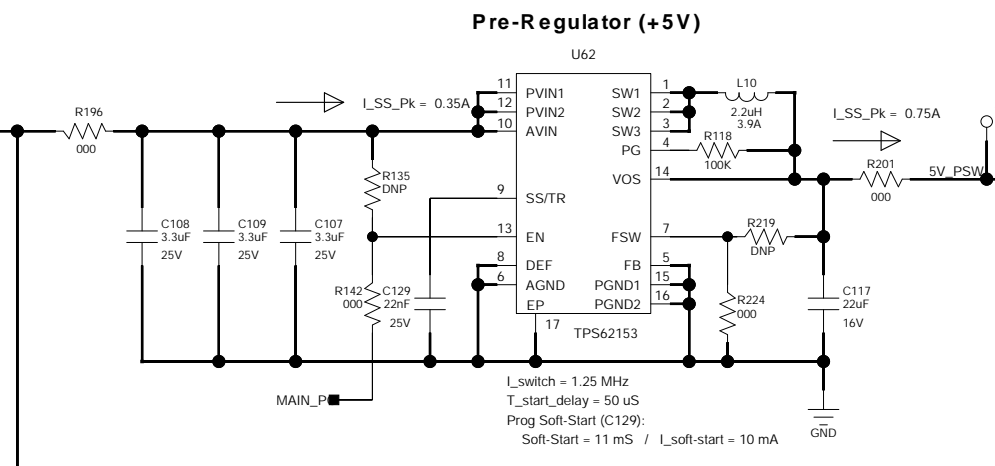 Pre-Regulator (+5V)
U62
R196
000
I_SS_Pk = 0.35A
11
PVIN1
12
PVIN2
10
AVIN
9
SS/TR
13
EN
8
DEF
6
AGND
EP
17
SW1
1
SW2
2
SW3
3
PG
4
VOS
14
FSW
7
FB
5
PGND1
15
PGND2
16
TPS62153
L10
2.2uH
3.9A
R118
100K
I_SS_Pk = 0.75A
R201
000
5V_PSW
R135
DNP
R219
DNP
C108
3.3uF
25V
C109
3.3uF
25V
C107
3.3uF
25V
R142
000
C129
22nF
25V
R224
000
C117
22uF
16V
MAIN_P
I_switch = 1.25 MHz
T_start_delay = 50 uS
Prog Soft-Start (C129):
Soft-Start = 11 mS / I_soft-start = 10 mA
GND